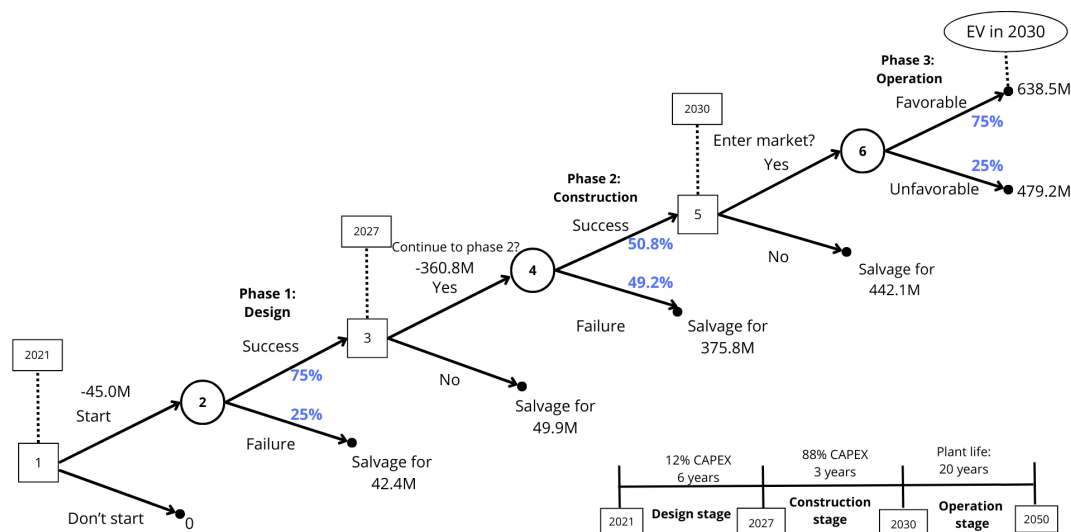 EV in 2030
Phase 3:
Operation
638.5M
Favorable
75%
2030
Enter market?
Yes
6
25%
Unfavorable
479.2M
Phase 2:
Construction
Success
50.8%
5
No
Salvage for
442.1M
2027
Continue to phase 2?
-360.8M
Yes
4
49.2%
Failure
Salvage for
375.8M
Phase 1:
Design
Success
75%
3
No
Salvage for
49.9M
2021
-45.0M
Start
2
25%
Failure
Salvage for
42.4M
1
Don't start
0
12% CAPEX
6 years
88% CAPEX
3 years
Plant life:
20 years
Design stage
Construction
stage
Operation
stage
2021
2027
2030
2050